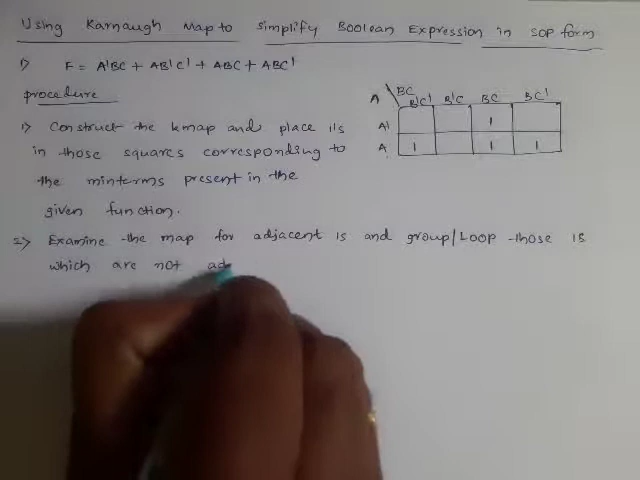 Using Karnaugh Map to simplify Boolean Expression in SOP form
1) F = A'BC + AB'C' + ABC + ABC'
procedure
1) Construct the kmap and place 1s
in those squares corresponding to
the minterms present in the
given function.
A \ BC
B'C' B'C BC BC'
A' 1
A 1 1 1
2) Examine the map for adjacent 1s and group/Loop those 1s
which are not